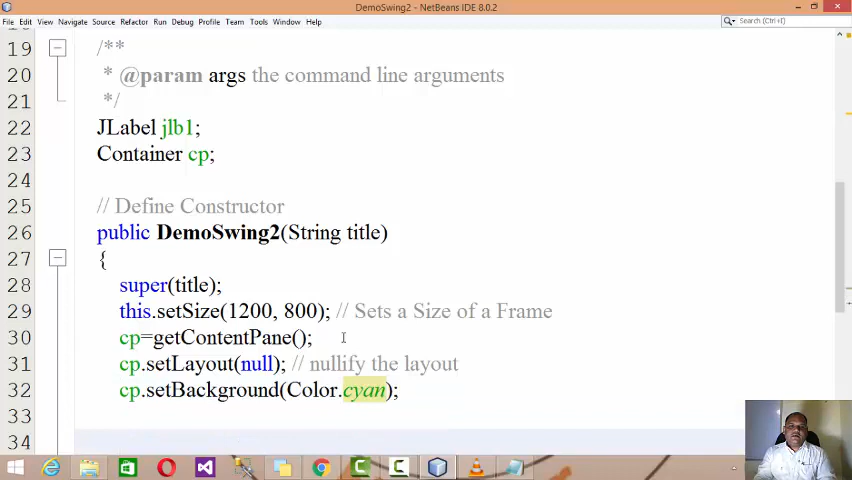 DemoSwing2 - NetBeans IDE 8.0.2
File Edit View Navigate Source Refactor Run Debug Profile Team Tools Window Help
Search (Ctrl+I)
19 /**
20 * @param args the command line arguments
21 */
22 JLabel jlb1;
23 Container cp;
24
25 // Define Constructor
26 public DemoSwing2(String title)
27 {
28 super(title);
29 this.setSize(1200, 800); // Sets a Size of a Frame
30 cp=getContentPane();
31 cp.setLayout(null); // nullify the layout
32 cp.setBackground(Color.cyan);
33
34